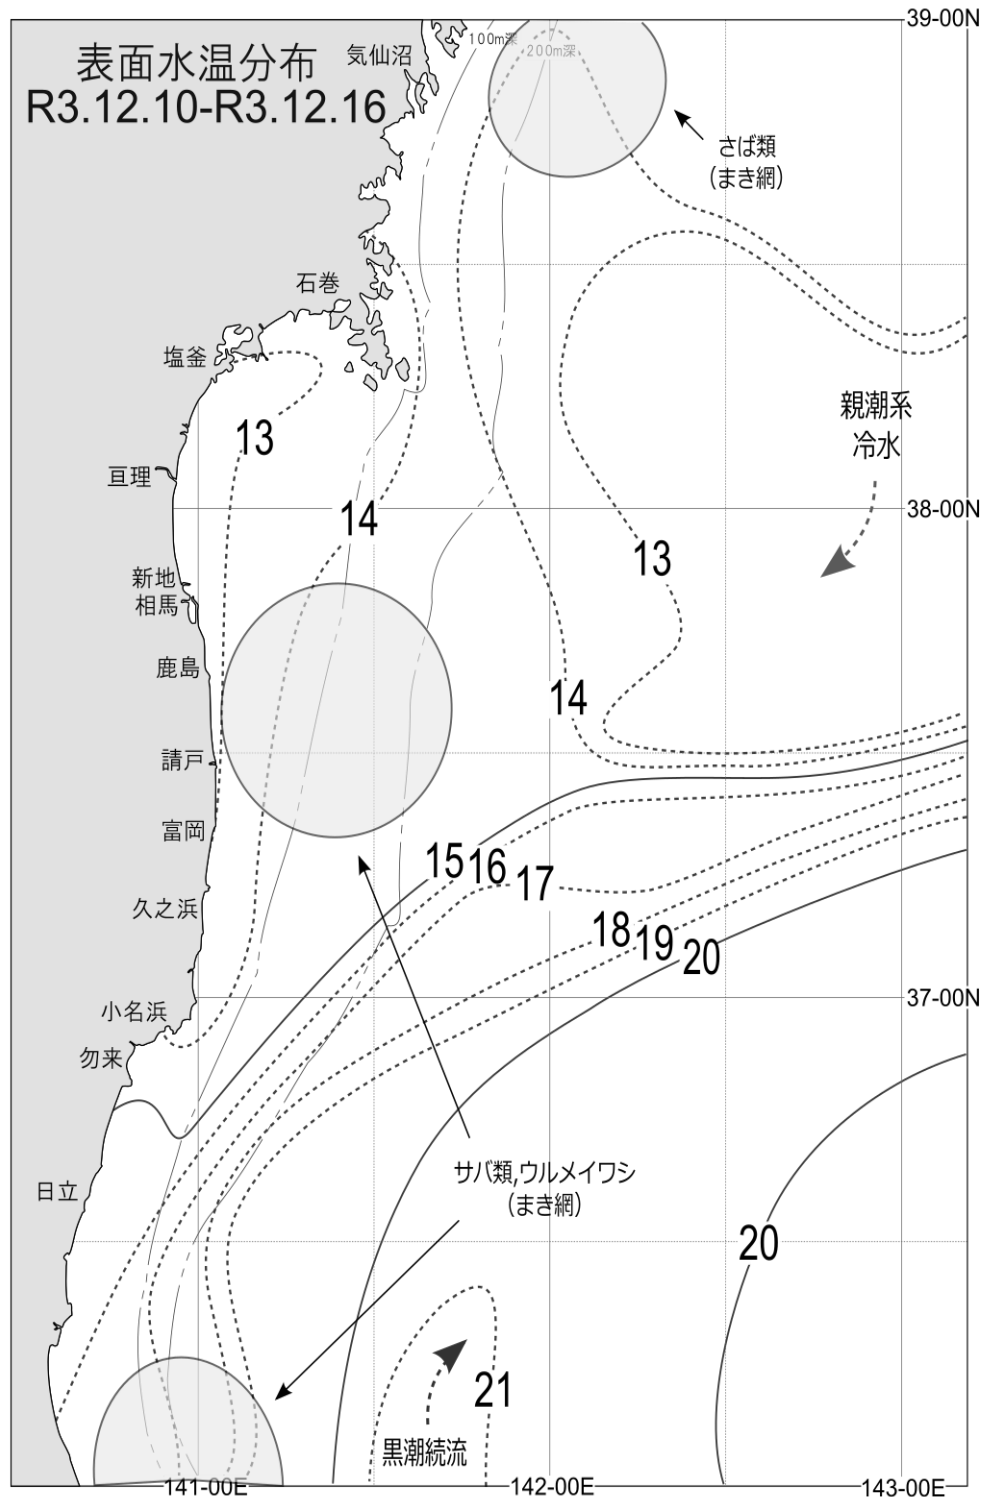 39-00N
100m深
200m深
気仙沼
表面水温分布
R3.12.10-R3.12.16
さば類
(まき網)
石巻
塩釜
親潮系
冷水
13
亘理
14
38-00N
13
新地
相馬
鹿島
14
請戸
富岡
15
16
17
久之浜
18
19
20
37-00N
小名浜
勿来
サバ類,ウルメイワシ
(まき網)
日立
20
21
黒潮続流
141-00E
142-00E
143-00E